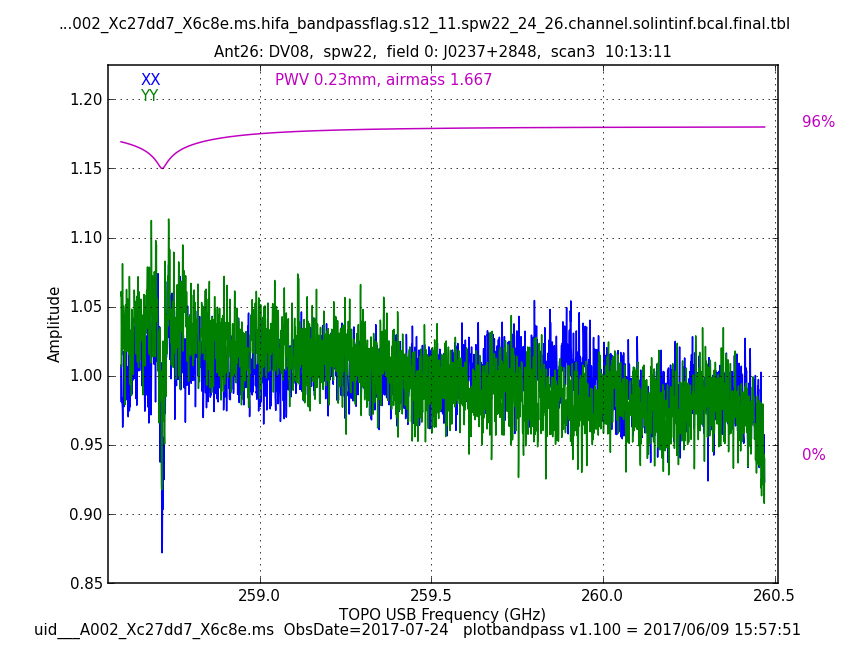 ...002_Xc27dd7_X6c8e.ms.hifa_bandpassflag.s12_11.spw22_24_26.channel.solintinf.bcal.final.tbl
Ant26: DV08,  spw22,  field 0: J0237+2848,  scan3  10:13:11
XX
YY
PWV 0.23mm, airmass 1.667
96%
0%
Amplitude
1.20
1.15
1.10
1.05
1.00
0.95
0.90
0.85
259.0
259.5
260.0
260.5
TOPO USB Frequency (GHz)
uid___A002_Xc27dd7_X6c8e.ms  ObsDate=2017-07-24   plotbandpass v1.100 = 2017/06/09 15:57:51